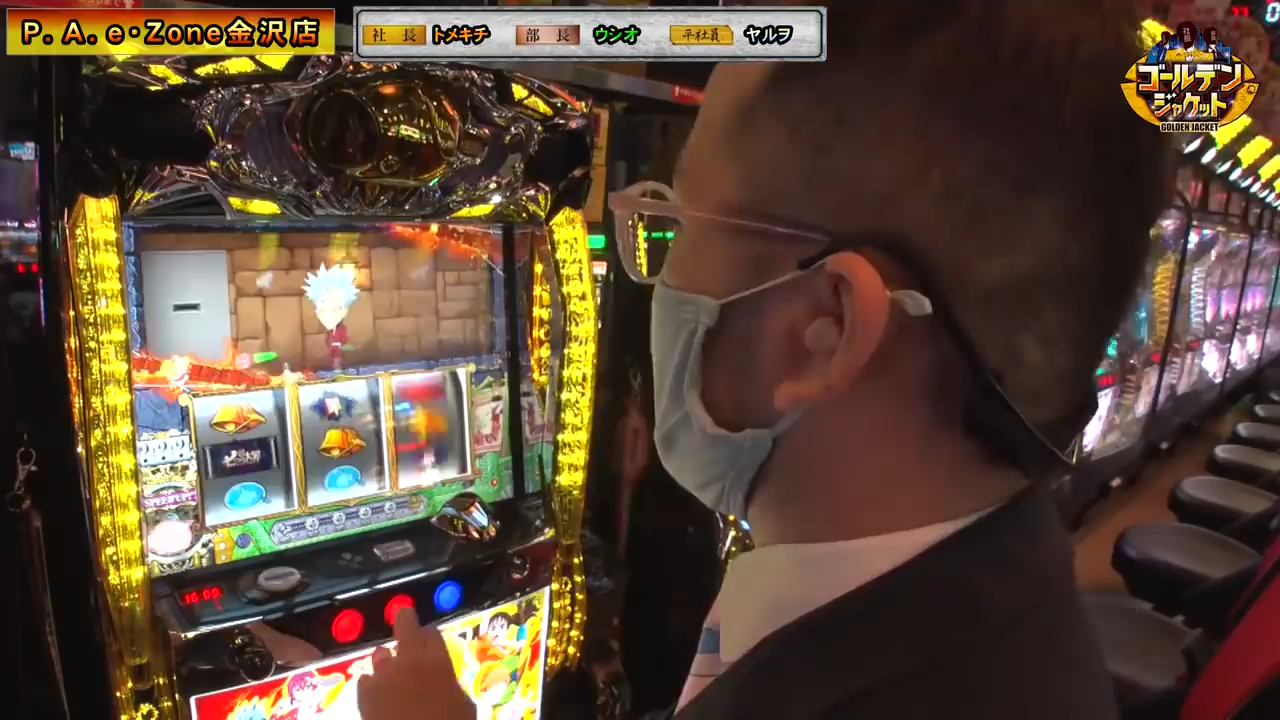 P.A.e・Zone金沢店
社長 トメキチ 部長 ウシオ 平社員 ヤルヲ
ゴールデン
ジャケット
GOLDEN JACKET